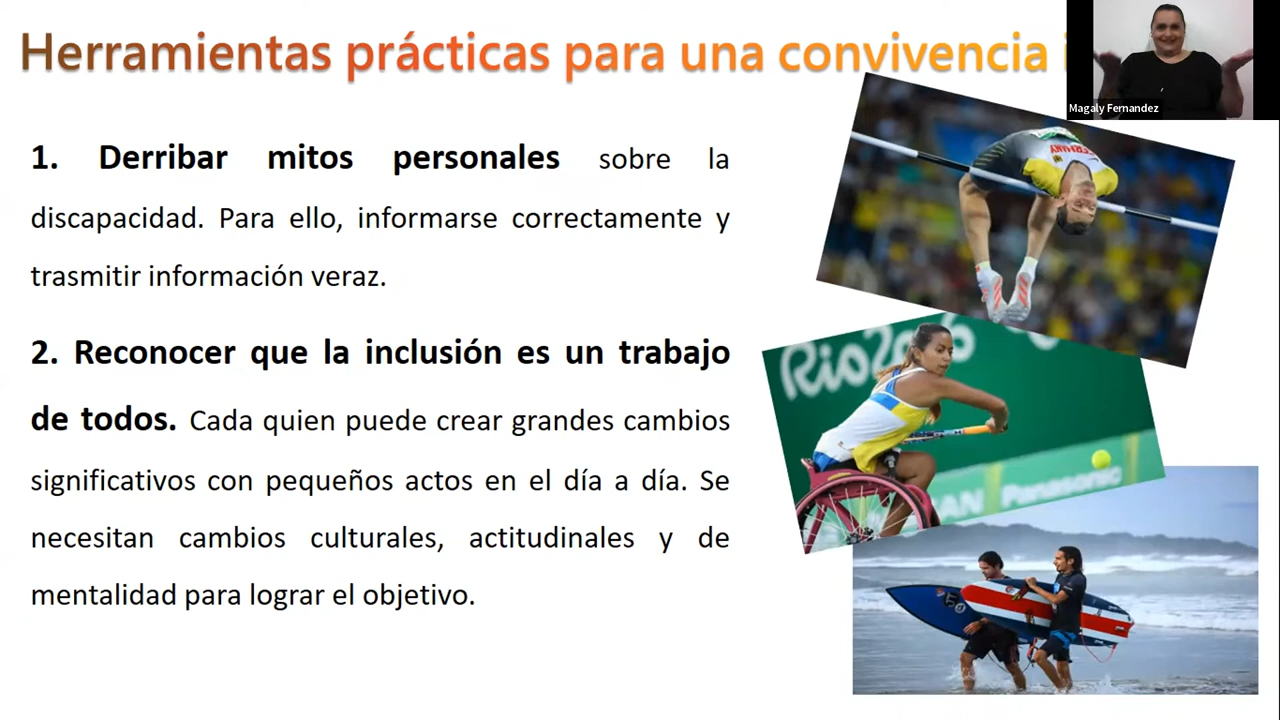 Herramientas prácticas para una convivencia
Magaly Fernandez
1. Derribar mitos personales sobre la
discapacidad. Para ello, informarse correctamente y
trasmitir información veraz.
2. Reconocer que la inclusión es un trabajo
de todos. Cada quien puede crear grandes cambios
significativos con pequeños actos en el día a día. Se
necesitan cambios culturales, actitudinales y de
mentalidad para lograr el objetivo.
GERMANY
Rio2016
Panasonic